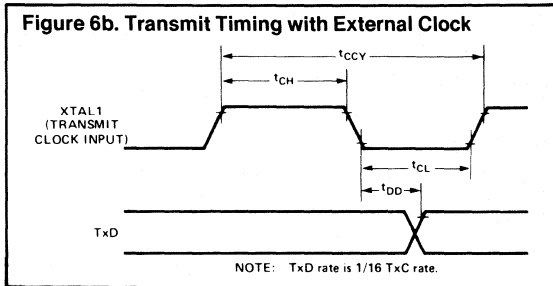 Figure 6b. Transmit Timing with External Clock
tCCY
tCH
XTAL1
(TRANSMIT
CLOCK INPUT)
tCL
tDD
TxD
NOTE: TxD rate is 1/16 TxC rate.